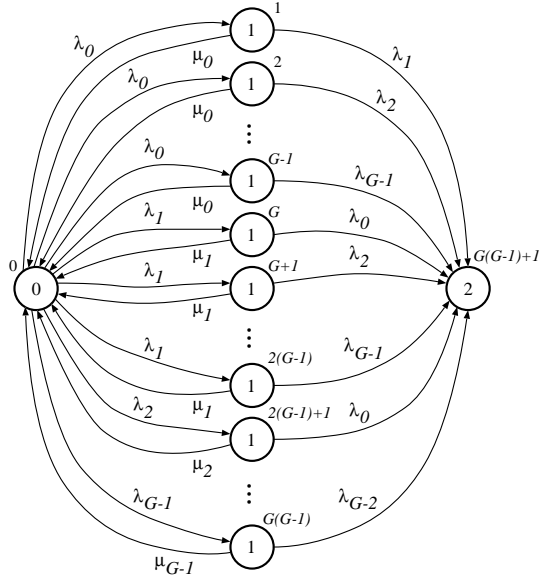 1
λ0 1 λ1
μ0 2
λ0 1 λ2
μ0
⋮
G-1
λ0 1 λG-1
μ0 G
λ1 1 λ0
0 μ1 G+1 G(G-1)+1
0 λ1 1 λ2 2
μ1
⋮
2(G-1)
λ1 1 λG-1
μ1 2(G-1)+1
λ2 1 λ0
μ2
⋮
λG-1 G(G-1) λG-2
μG-1 1